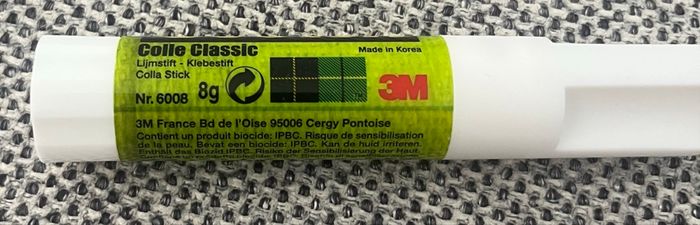 Colle Classic
Made in Korea
Lijmstift - Klebestift
Colla Stick
Nr. 6008 8g
3M
3M France Bd de l'Oise 95006 Cergy Pontoise
Contient un produit biocide: IPBC. Risque de sensibilisation
de la peau. Bevat een biocide: IPBC. Kan de huid irriteren.
Enthält das Biozid IPBC. Risiko der Sensibilisierung der Haut.